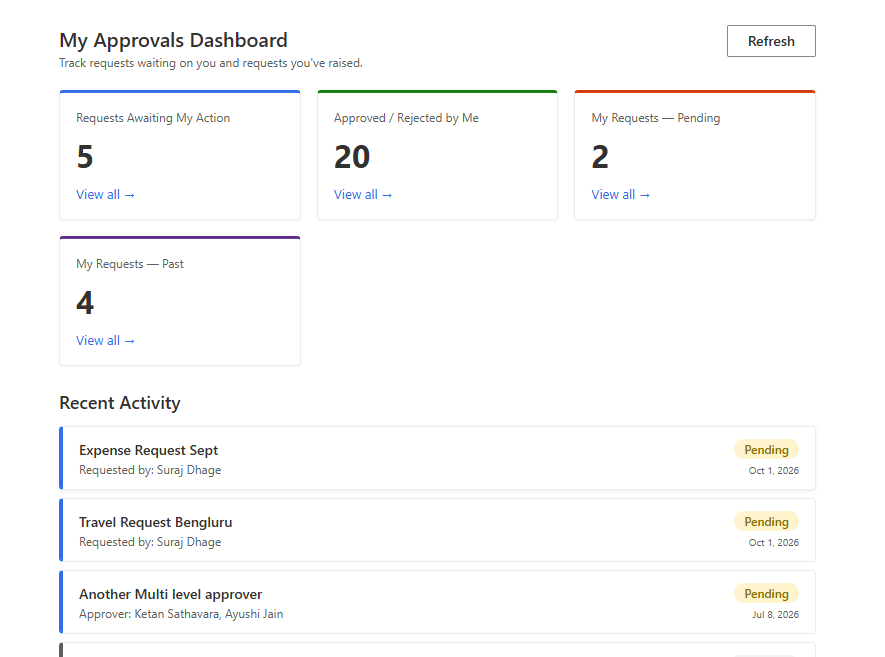 My Approvals Dashboard
Refresh
Track requests waiting on you and requests you've raised.
Requests Awaiting My Action
5
View all →
Approved / Rejected by Me
20
View all →
My Requests — Pending
2
View all →
My Requests — Past
4
View all →
Recent Activity
Expense Request Sept
Pending
Requested by: Suraj Dhage
Oct 1, 2026
Travel Request Bengluru
Pending
Requested by: Suraj Dhage
Oct 1, 2026
Another Multi level approver
Pending
Approver: Ketan Sathavara, Ayushi Jain
Jul 8, 2026